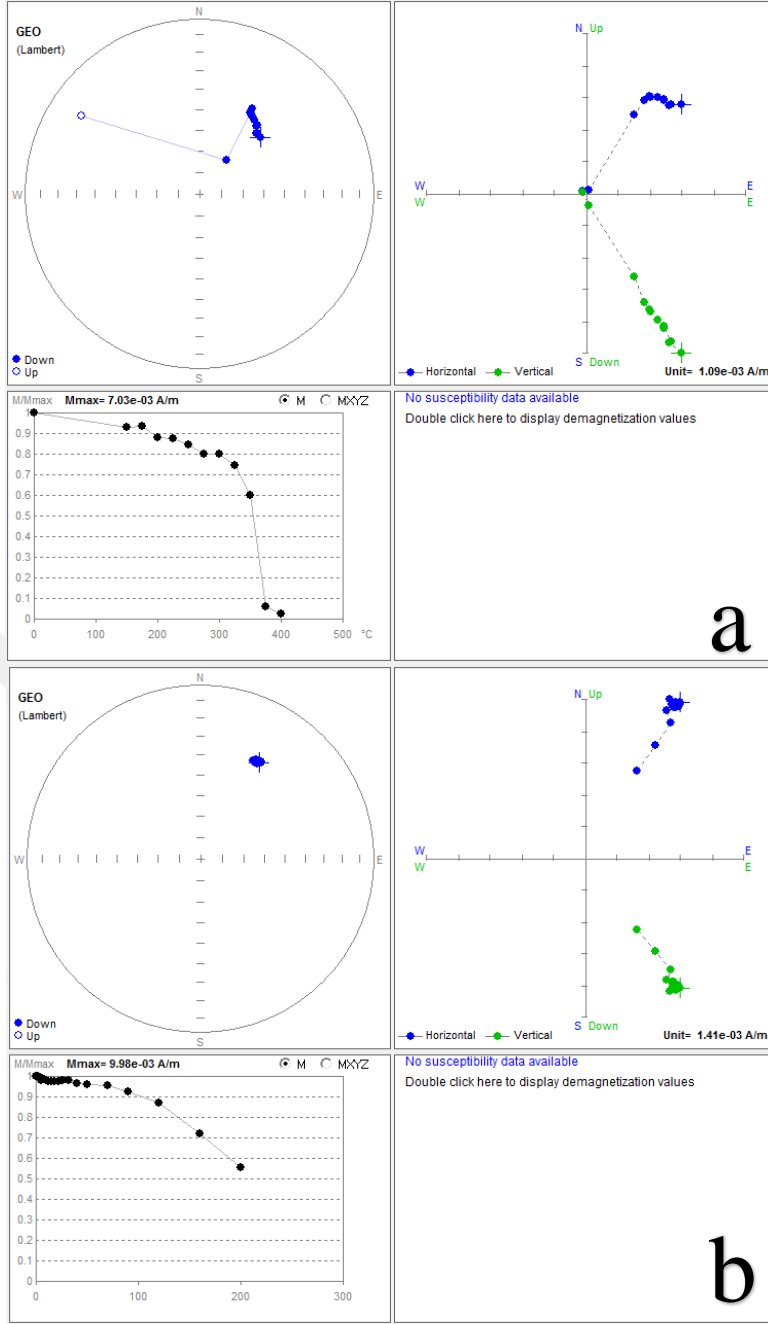 GEO
(Lambert)
N
W
E
S
Down
Up
N Up
W E
W E
S Down
Horizontal Vertical Unit= 1.09e-03 A/m
M/Mmax Mmax= 7.03e-03 A/m M MXYZ
1
0.9
0.8
0.7
0.6
0.5
0.4
0.3
0.2
0.1
0
0 100 200 300 400 500 °C
No susceptibility data available
Double click here to display demagnetization values
a
GEO
(Lambert)
N
W
E
S
Down
Up
N Up
W E
W E
S Down
Horizontal Vertical Unit= 1.41e-03 A/m
M/Mmax Mmax= 9.98e-03 A/m M MXYZ
1
0.9
0.8
0.7
0.6
0.5
0.4
0.3
0.2
0.1
0
0 100 200 300
No susceptibility data available
Double click here to display demagnetization values
b